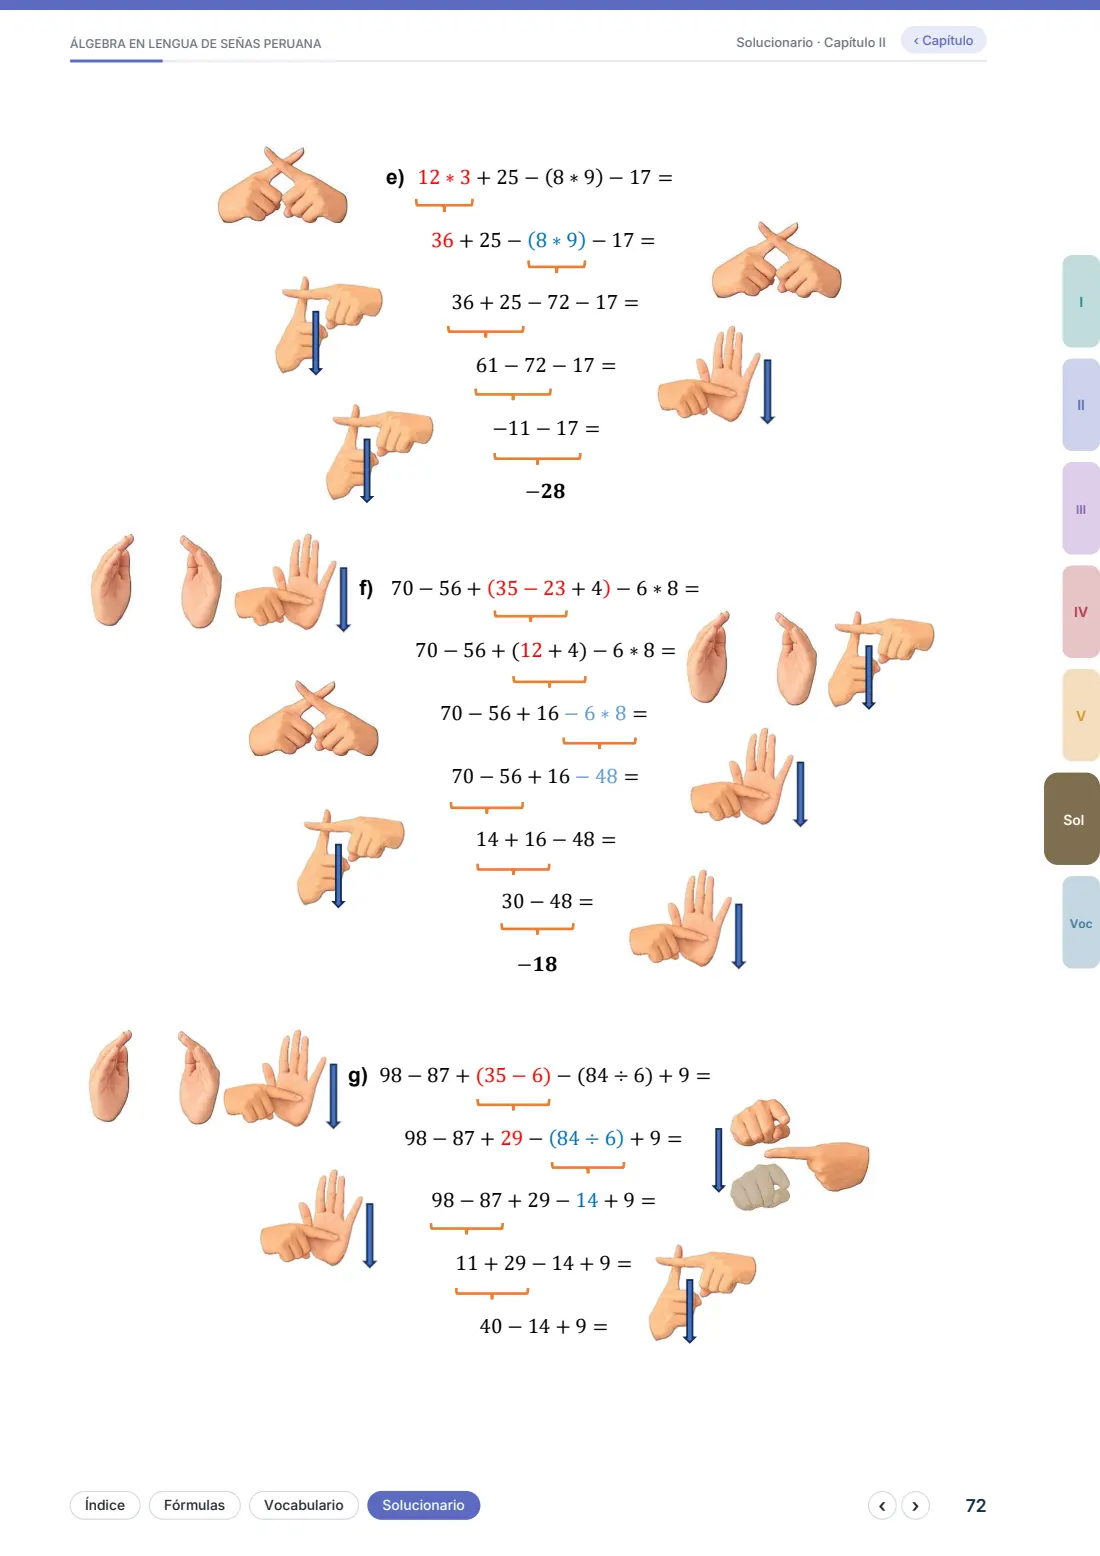 ÁLGEBRA EN LENGUA DE SEÑAS PERUANA
Solucionario · Capítulo II
‹ Capítulo
e) 12 ∗ 3 + 25 − (8 ∗ 9) − 17 =
36 + 25 − (8 ∗ 9) − 17 =
36 + 25 − 72 − 17 =
61 − 72 − 17 =
−11 − 17 =
−28
f) 70 − 56 + (35 − 23 + 4) − 6 ∗ 8 =
70 − 56 + (12 + 4) − 6 ∗ 8 =
70 − 56 + 16 − 6 ∗ 8 =
70 − 56 + 16 − 48 =
14 + 16 − 48 =
30 − 48 =
−18
g) 98 − 87 + (35 − 6) − (84 ÷ 6) + 9 =
98 − 87 + 29 − (84 ÷ 6) + 9 =
98 − 87 + 29 − 14 + 9 =
11 + 29 − 14 + 9 =
40 − 14 + 9 =
I
II
III
IV
V
Sol
Voc
Índice
Fórmulas
Vocabulario
Solucionario
‹ ›
72